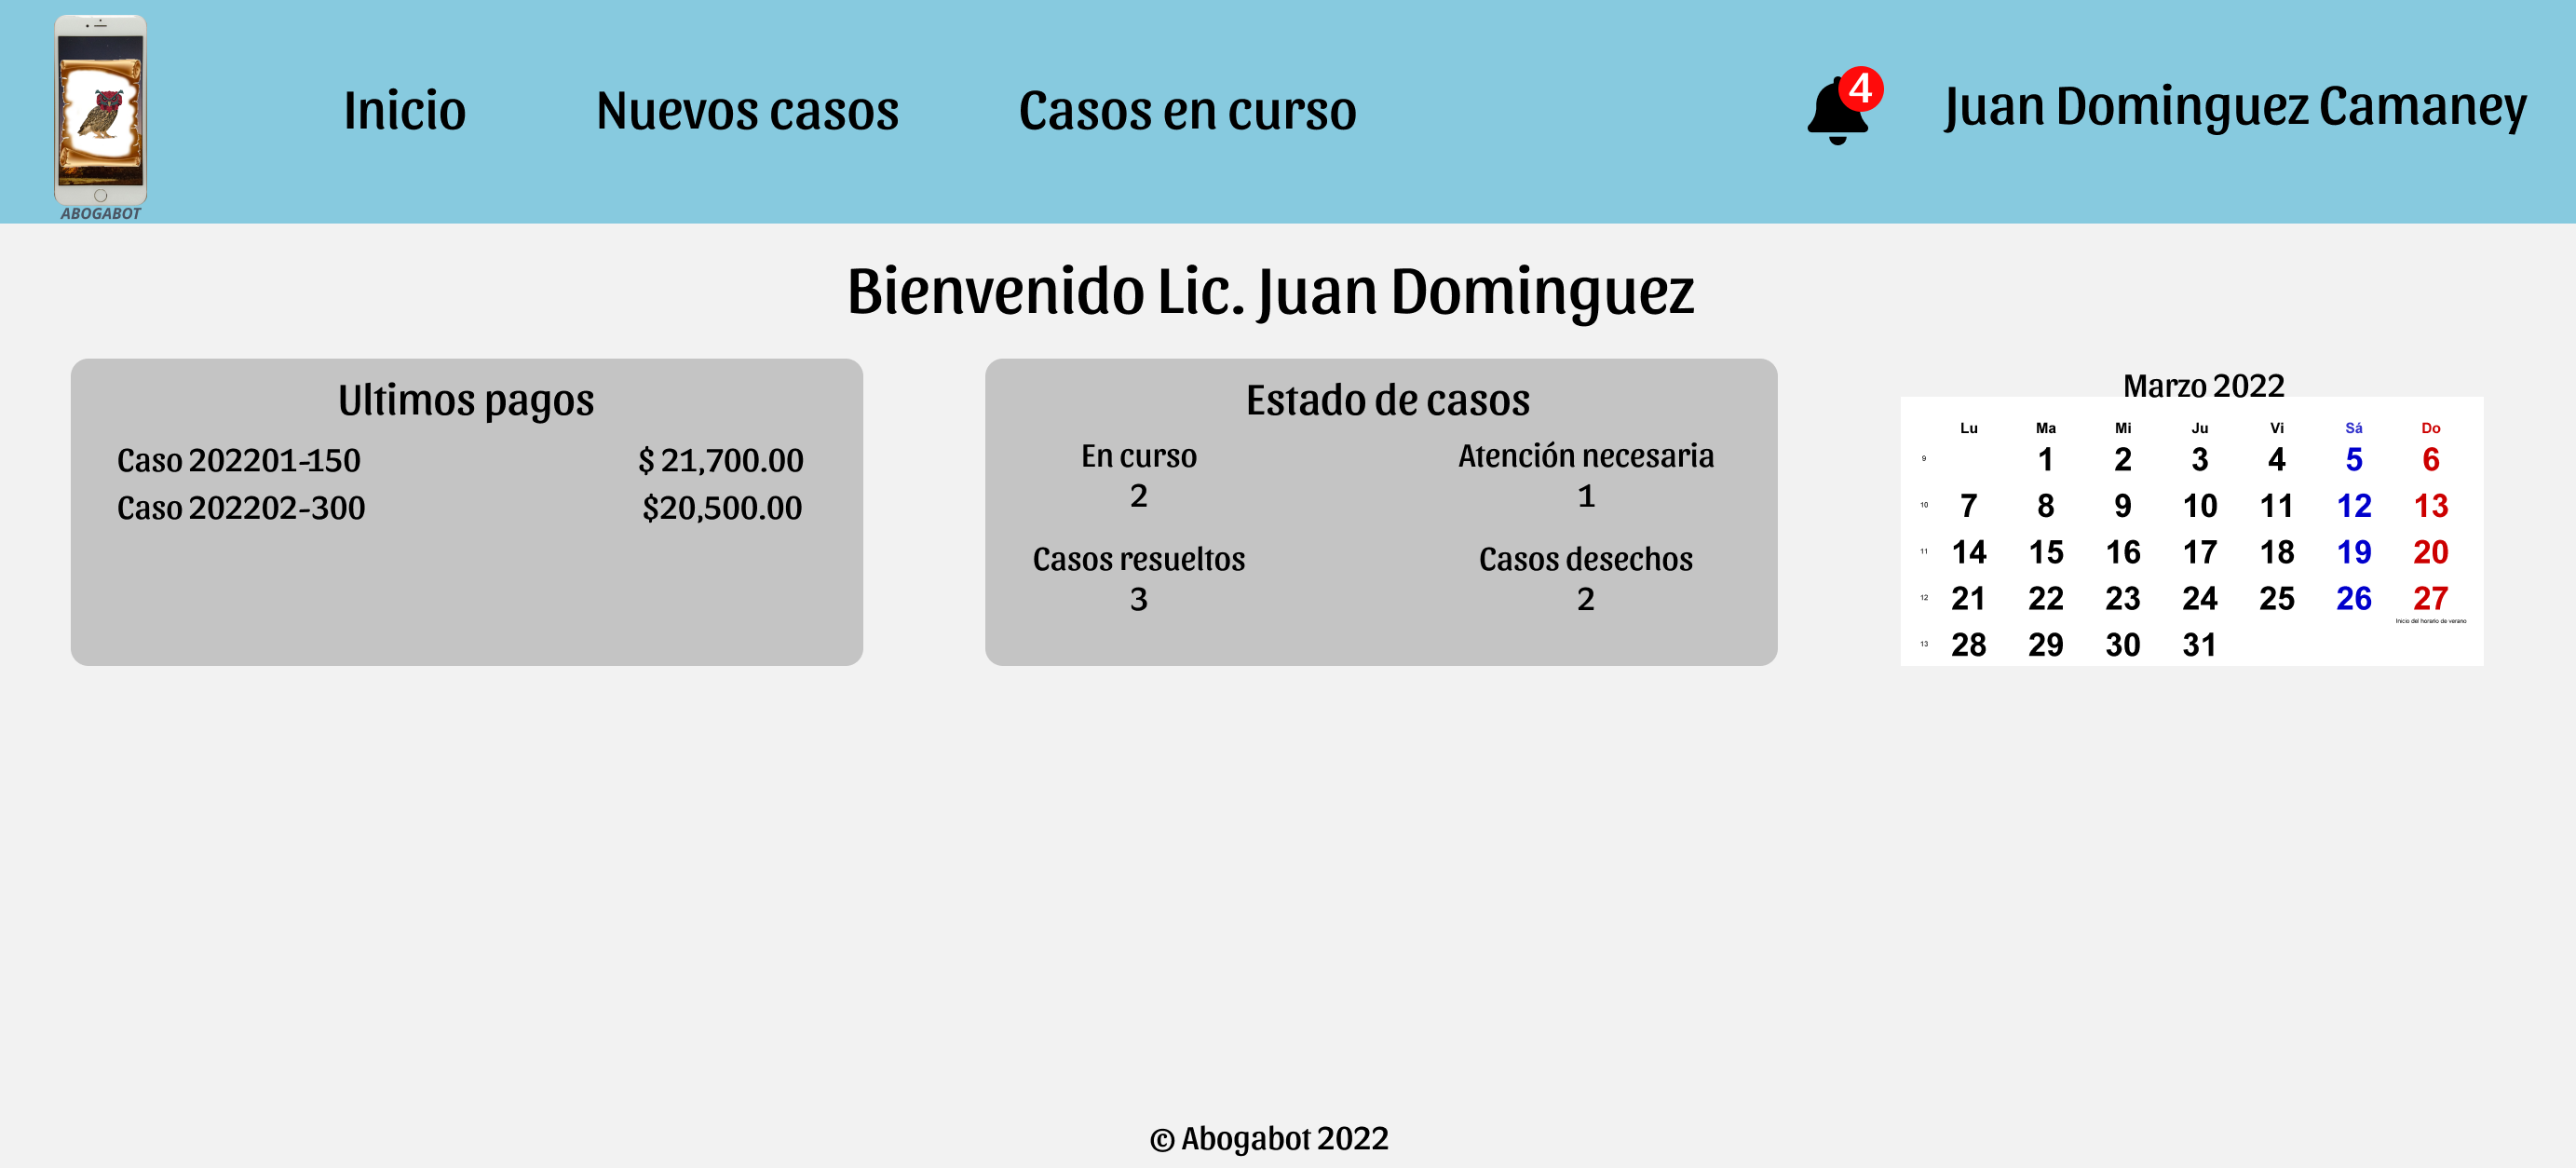 ABOGABOT
Inicio
Nuevos casos
Casos en curso
4
Juan Dominguez Camaney
Bienvenido Lic. Juan Dominguez
Ultimos pagos
Caso 202201-150 $ 21,700.00
Caso 202202-300 $20,500.00
Estado de casos
En curso
2
Atención necesaria
1
Casos resueltos
3
Casos desechos
2
Marzo 2022
Lu Ma Mi Ju Vi Sá Do
9 1 2 3 4 5 6
10 7 8 9 10 11 12 13
11 14 15 16 17 18 19 20
12 21 22 23 24 25 26 27
Inicio del horario de verano
13 28 29 30 31
© Abogabot 2022